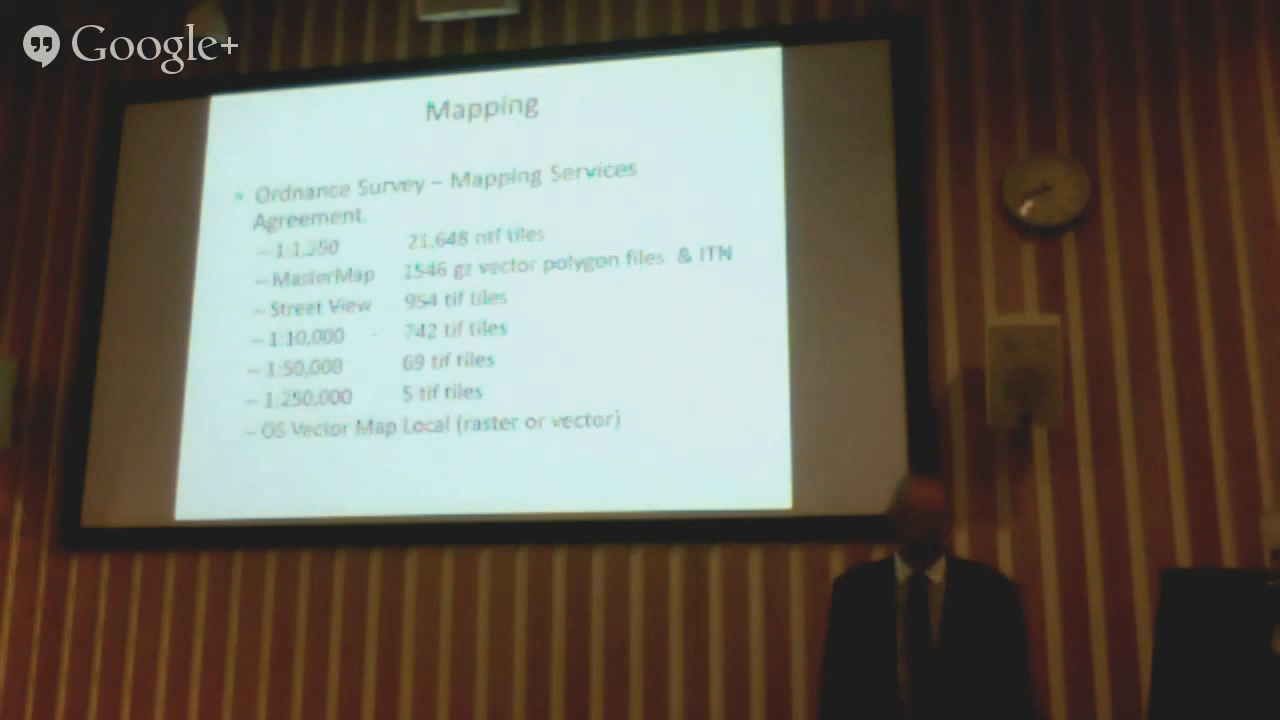 Google+
Mapping
Ordnance Survey – Mapping Services
Agreement
– 1:1,250 21,648 ntf tiles
– MasterMap 1546 gz vector polygon files & ITN
– Street View 954 tif tiles
– 1:10,000 - 742 tif tiles
– 1:50,000 69 tif tiles
– 1:250,000 5 tif tiles
– OS Vector Map Local (raster or vector)